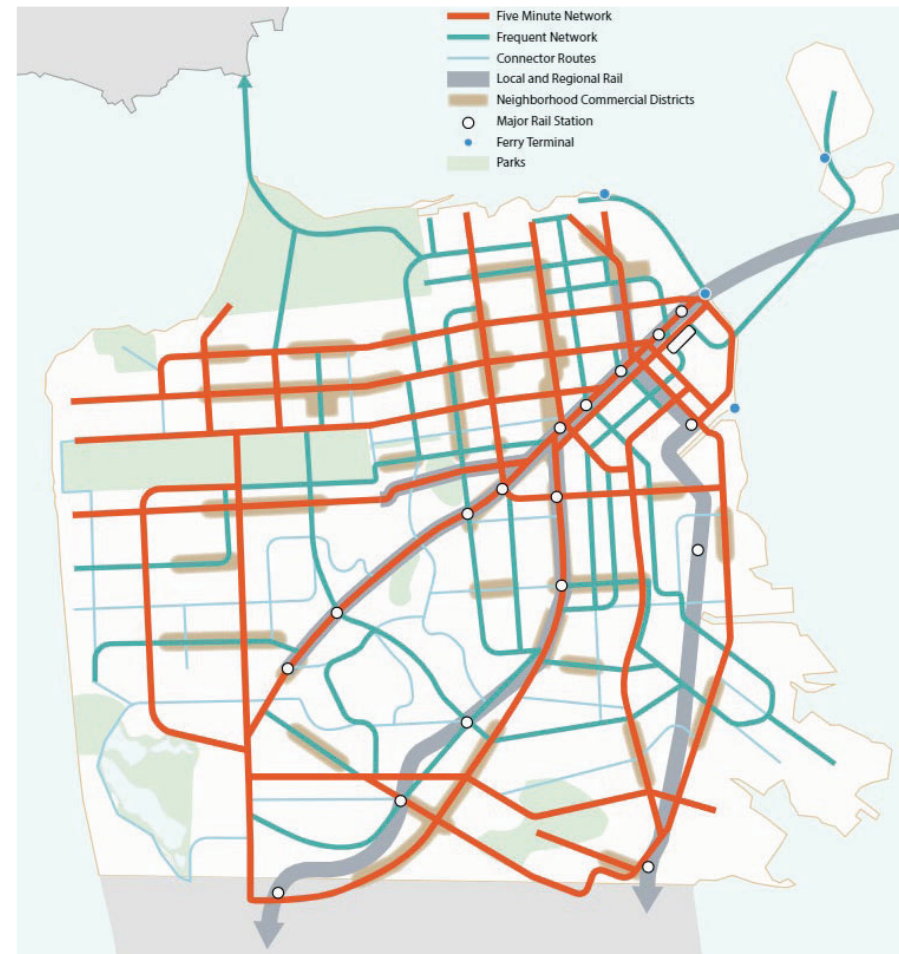 Five Minute Network
Frequent Network
Connector Routes
Local and Regional Rail
Neighborhood Commercial Districts
Major Rail Station
Ferry Terminal
Parks